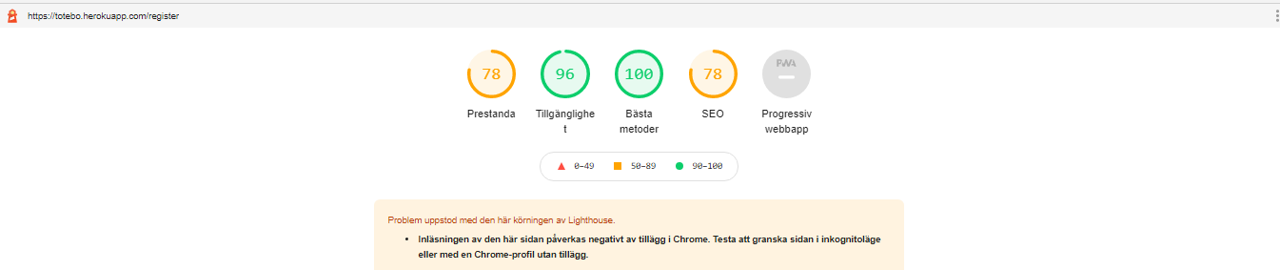 https://totebo.herokuapp.com/register
78 96 100 78 PWA
Prestanda Tillgänglighe Bästa SEO Progressiv
t metoder webbapp
0–49 50–89 90–100
Problem uppstod med den här körningen av Lighthouse.
• Inläsningen av den här sidan påverkas negativt av tillägg i Chrome. Testa att granska sidan i inkognitoläge
eller med en Chrome-profil utan tillägg.